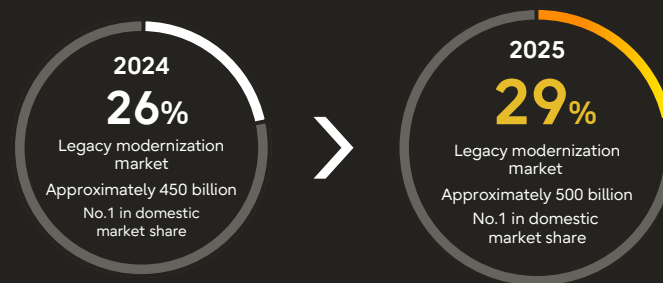 2024
26%
Legacy modernization
market
Approximately 450 billion
No.1 in domestic
market share
2025
29%
Legacy modernization
market
Approximately 500 billion
No.1 in domestic
market share